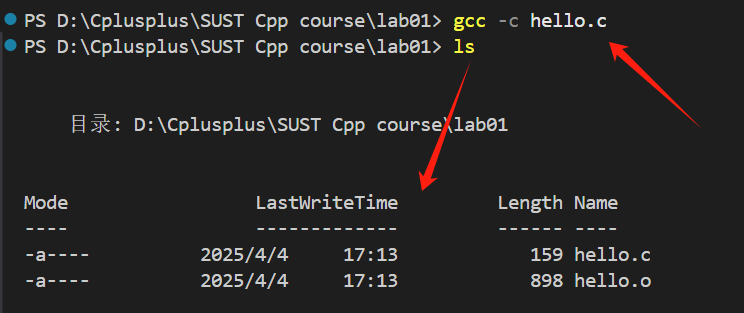 PS D:\Cplusplus\SUST Cpp course\lab01> gcc -c hello.c
PS D:\Cplusplus\SUST Cpp course\lab01> ls
目录: D:\Cplusplus\SUST Cpp course\lab01
Mode                 LastWriteTime         Length Name
----                 -------------         ------ ----
-a----          2025/4/4     17:13            159 hello.c
-a----          2025/4/4     17:13            898 hello.o